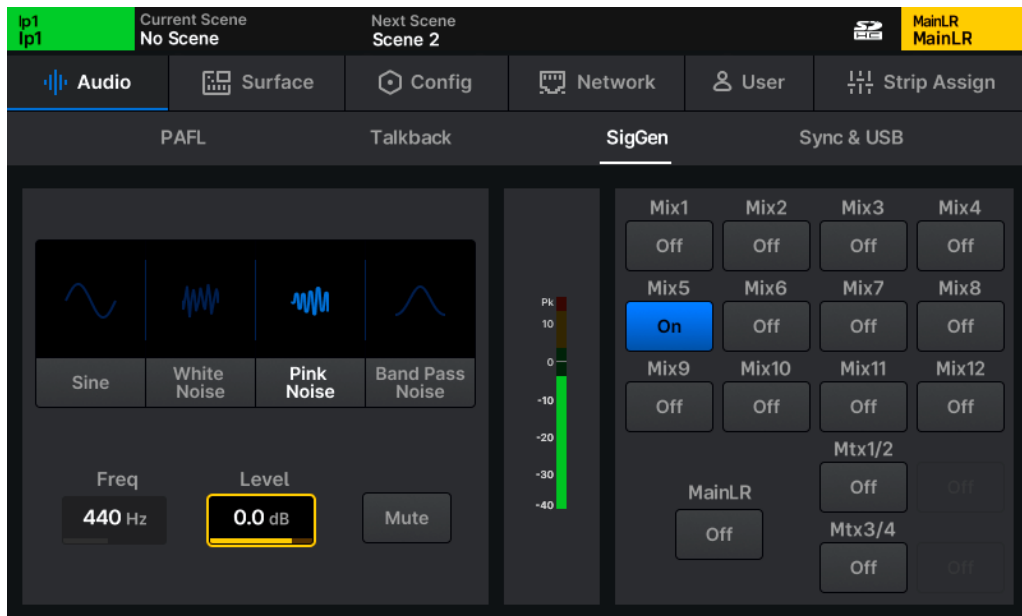 Ip1 Current Scene Next Scene MainLR
Ip1 No Scene Scene 2 MainLR
Audio Surface Config Network User Strip Assign
PAFL Talkback SigGen Sync & USB
Sine White Noise Pink Noise Band Pass Noise
Freq Level
440 Hz 0.0 dB Mute
Pk
10
0
-10
-20
-30
-40
Mix1 Mix2 Mix3 Mix4
Off Off Off Off
Mix5 Mix6 Mix7 Mix8
On Off Off Off
Mix9 Mix10 Mix11 Mix12
Off Off Off Off
Mtx1/2
Off Off
MainLR
Off
Mtx3/4
Off Off